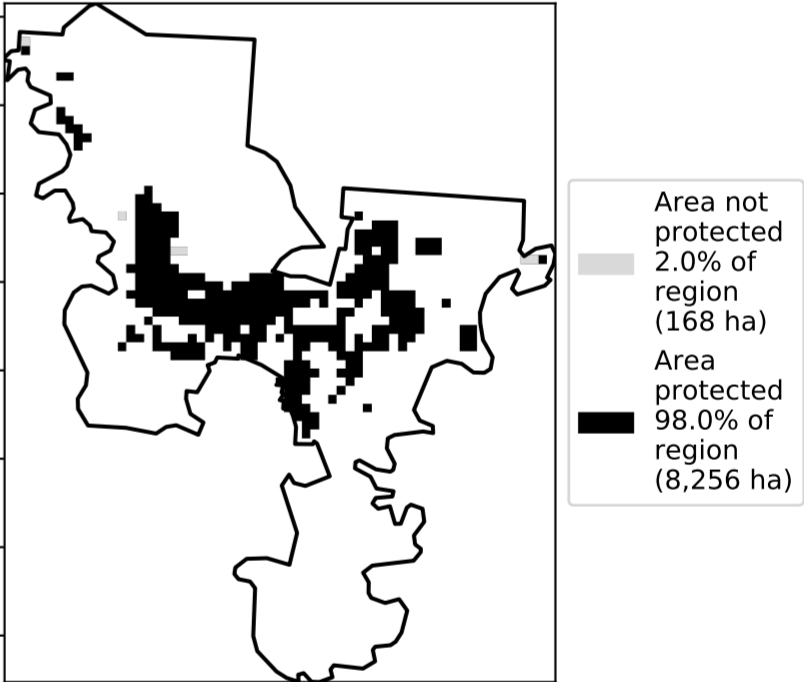 Area not
protected
2.0% of
region
(168 ha)
Area
protected
98.0% of
region
(8,256 ha)